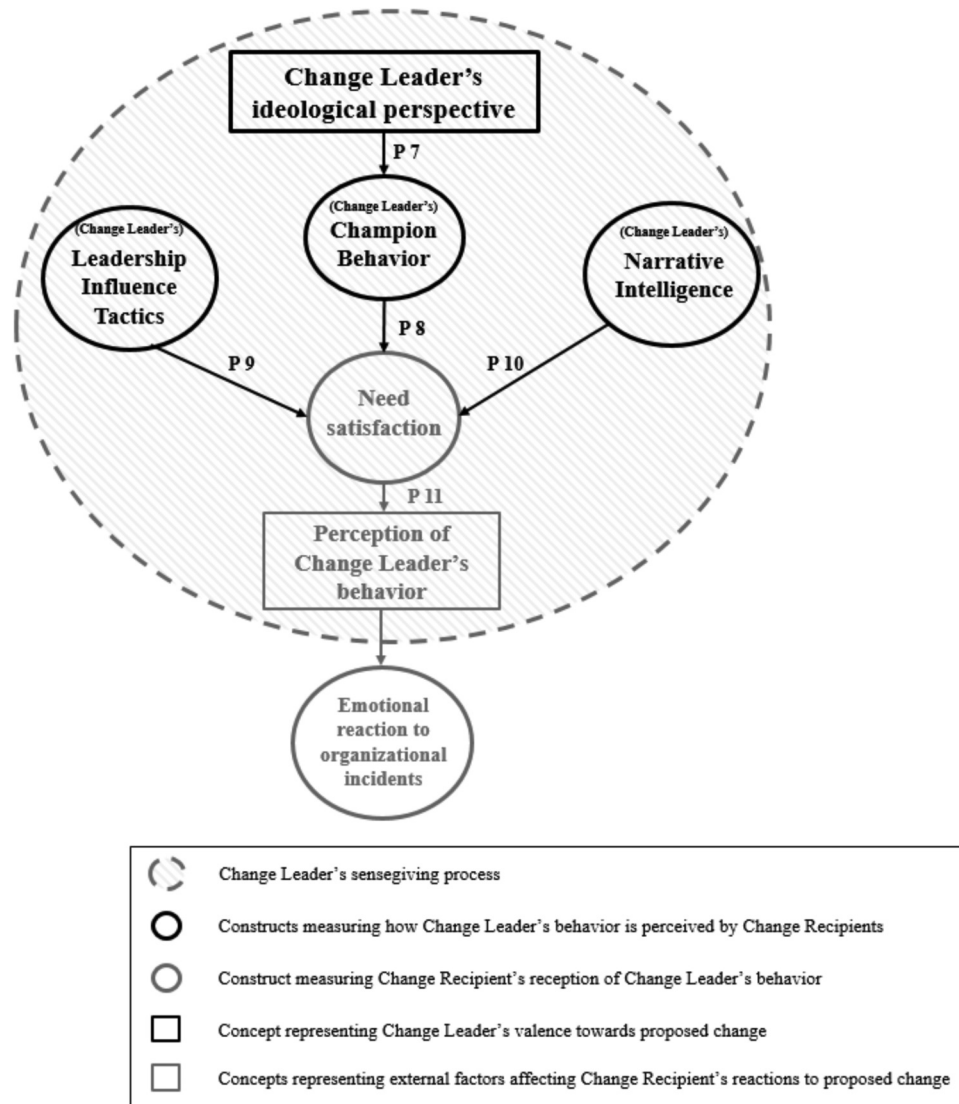 Change Leader’s
ideological perspective
P 7
(Change Leader’s)
Leadership
Influence
Tactics
(Change Leader’s)
Champion
Behavior
(Change Leader’s)
Narrative
Intelligence
P 9
P 8
P 10
Need
satisfaction
P 11
Perception of
Change Leader’s
behavior
Emotional
reaction to
organizational
incidents
Change Leader’s sensegiving process
Constructs measuring how Change Leader’s behavior is perceived by Change Recipients
Construct measuring Change Recipient’s reception of Change Leader’s behavior
Concept representing Change Leader’s valence towards proposed change
Concepts representing external factors affecting Change Recipient’s reactions to proposed change